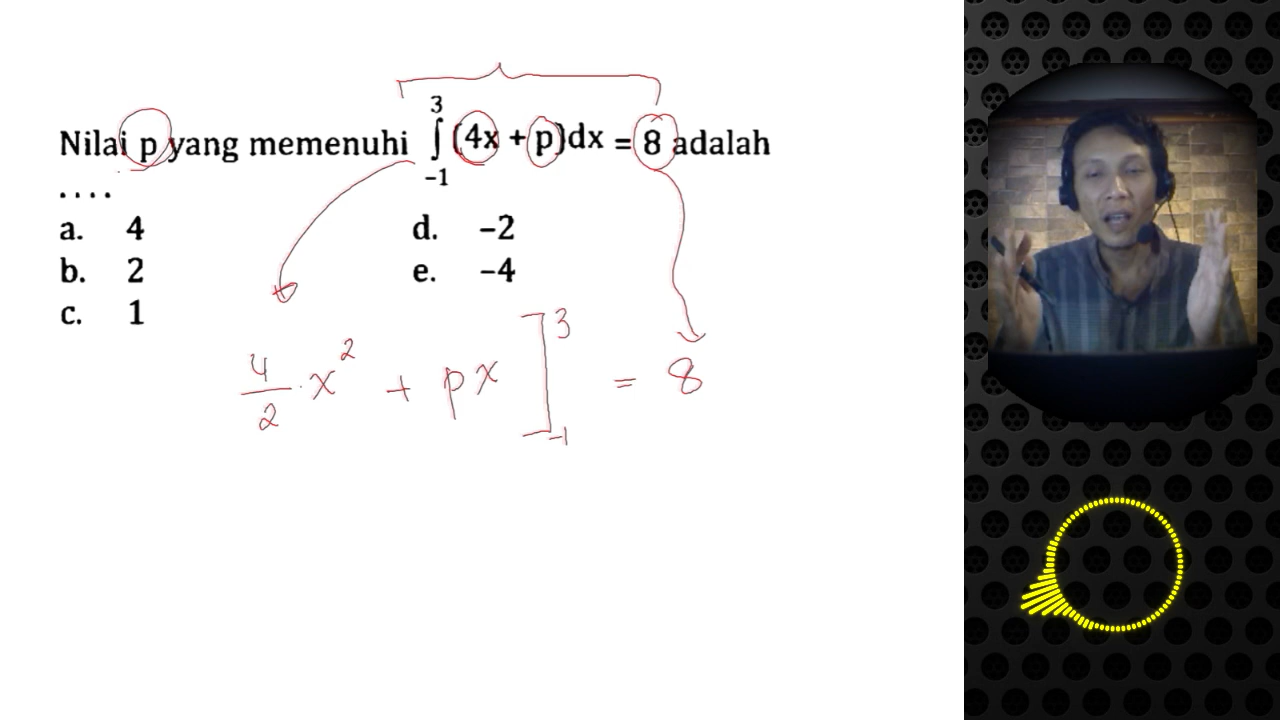 Nilai p yang memenuhi ∫₋₁³ (4x + p)dx = 8 adalah
....
a. 4 d. −2
b. 2 e. −4
c. 1
4/2 · x² + px ]₋₁³ = 8